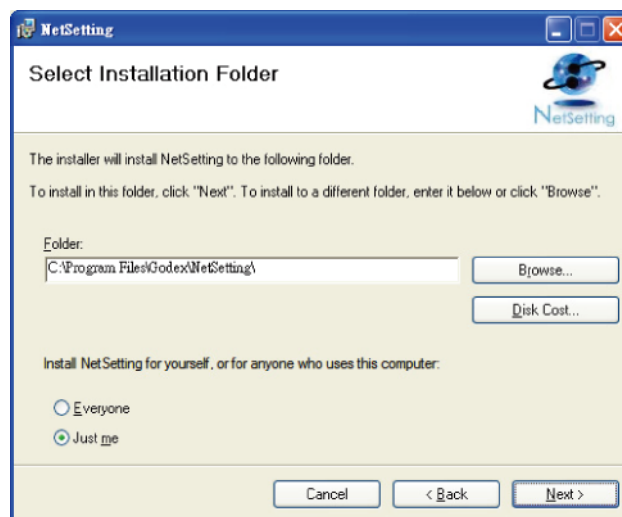 NetSetting
Select Installation Folder
NetSetting
The installer will install NetSetting to the following folder.
To install in this folder, click "Next". To install to a different folder, enter it below or click "Browse".
Folder:
C:\Program Files\Godex\NetSetting\
Browse...
Disk Cost...
Install NetSetting for yourself, or for anyone who uses this computer:
Everyone
Just me
Cancel
< Back
Next >